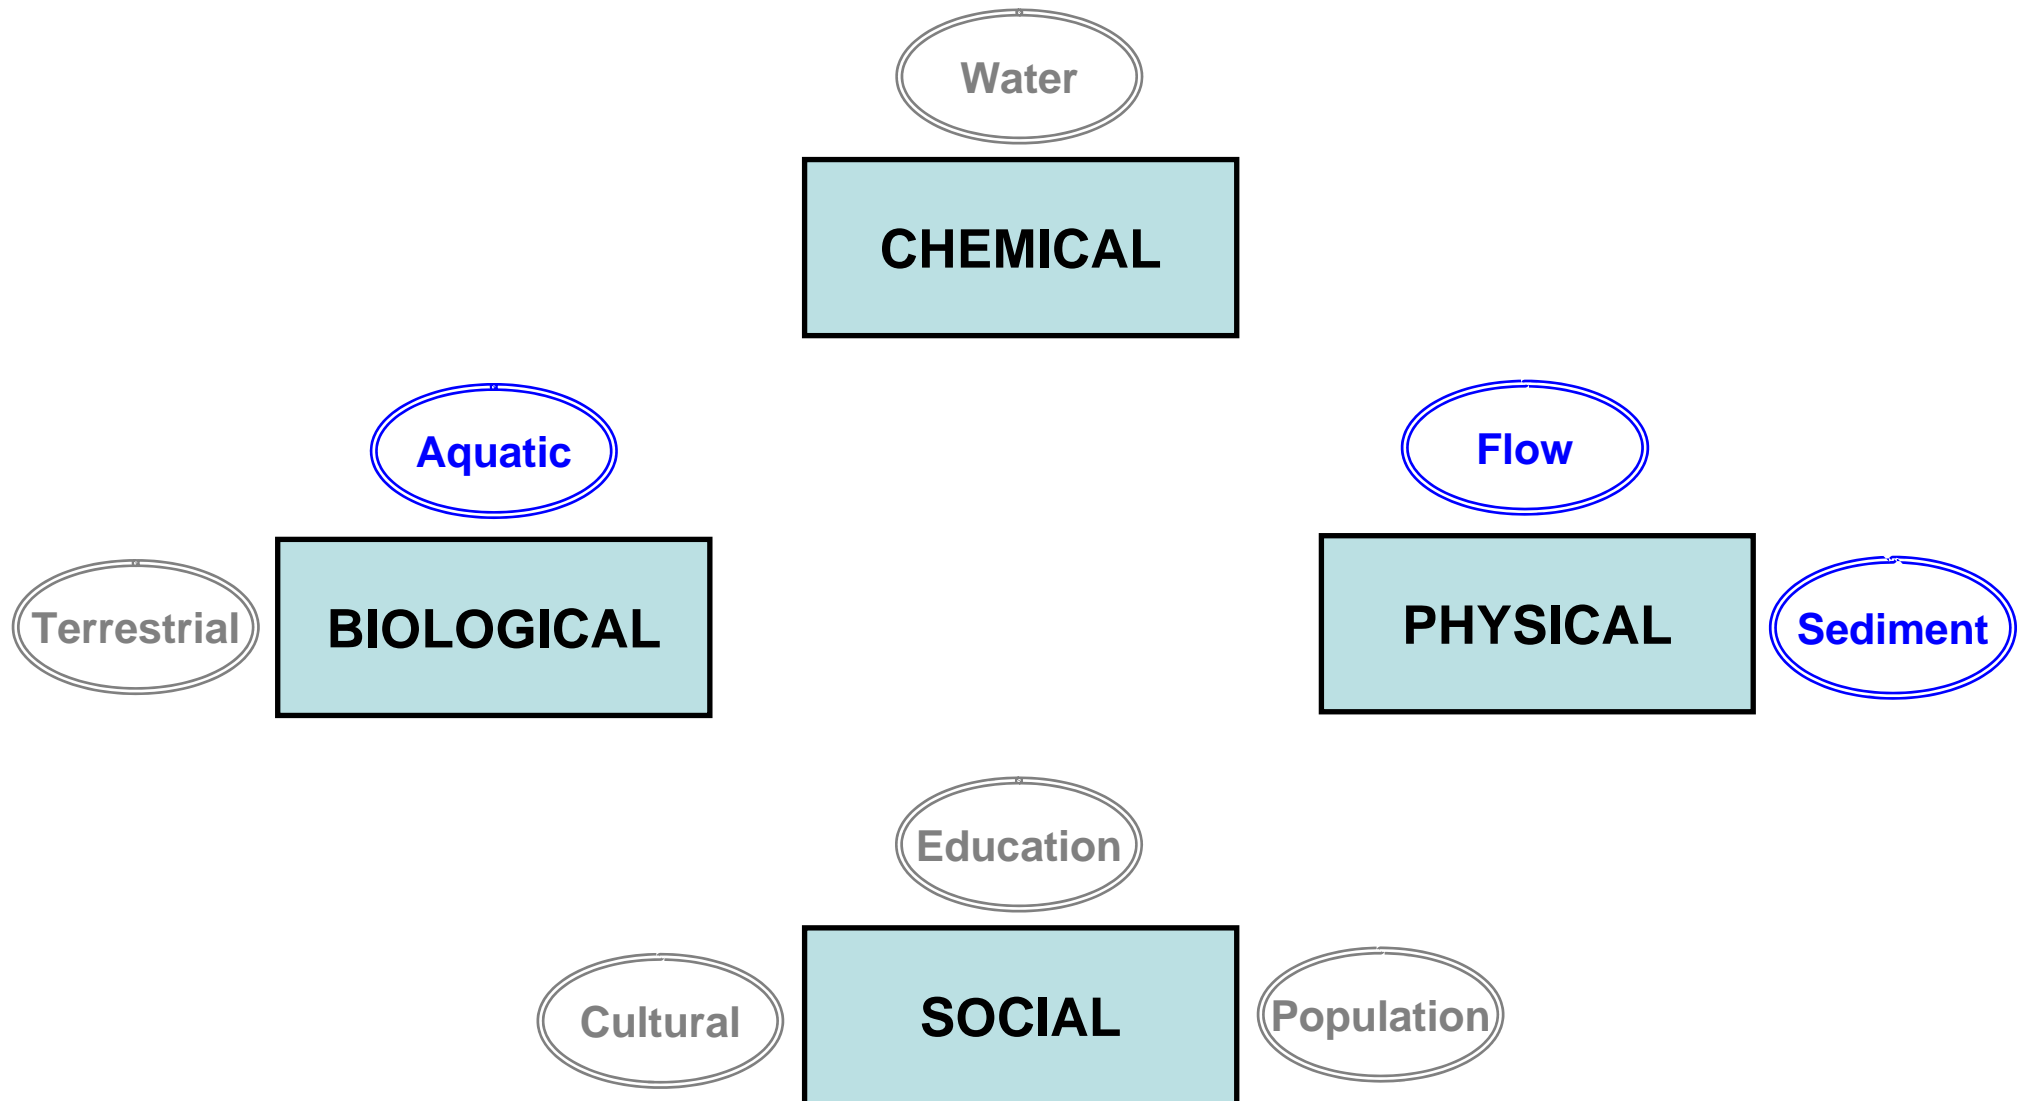 Water
CHEMICAL
Aquatic
Flow
Terrestrial
BIOLOGICAL
PHYSICAL
Sediment
Education
Cultural
SOCIAL
Population